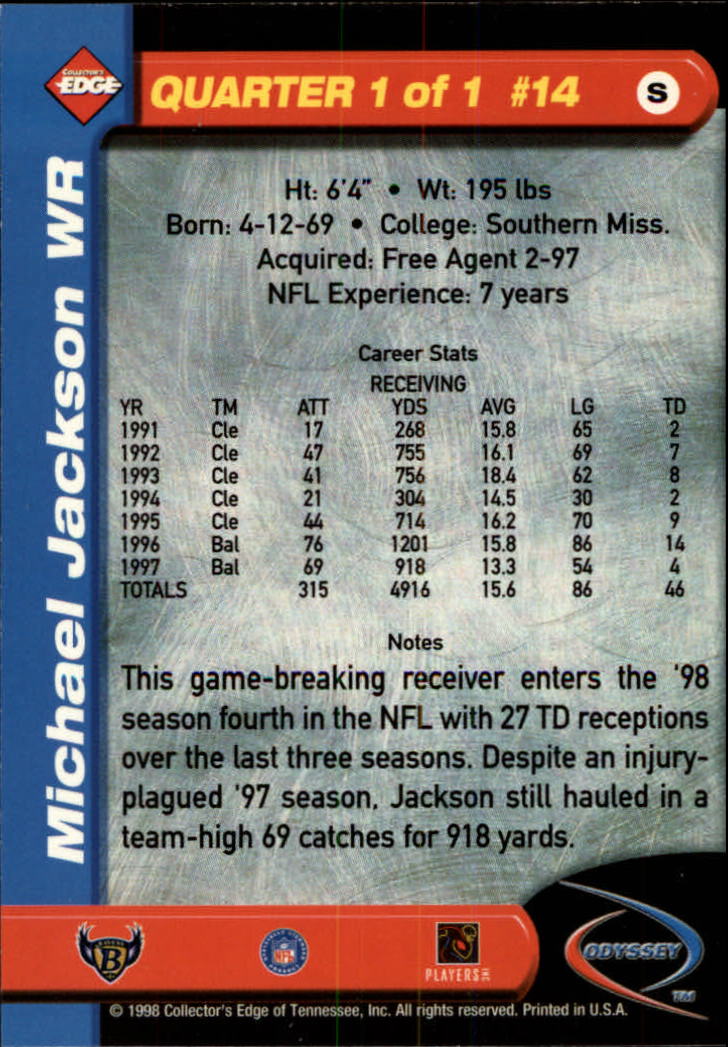 COLLECTOR'S
EDGE
QUARTER 1 of 1 #14
S
Michael Jackson WR
Ht: 6'4" • Wt: 195 lbs
Born: 4-12-69 • College: Southern Miss.
Acquired: Free Agent 2-97
NFL Experience: 7 years
Career Stats
RECEIVING
YR TM ATT YDS AVG LG TD
1991 Cle 17 268 15.8 65 2
1992 Cle 47 755 16.1 69 7
1993 Cle 41 756 18.4 62 8
1994 Cle 21 304 14.5 30 2
1995 Cle 44 714 16.2 70 9
1996 Bal 76 1201 15.8 86 14
1997 Bal 69 918 13.3 54 4
TOTALS 315 4916 15.6 86 46
Notes
This game-breaking receiver enters the '98
season fourth in the NFL with 27 TD receptions
over the last three seasons. Despite an injury-
plagued '97 season, Jackson still hauled in a
team-high 69 catches for 918 yards.
RAVENS
B
NFL
PLAYERS INC
ODYSSEY
TM
© 1998 Collector's Edge of Tennessee, Inc. All rights reserved. Printed in U.S.A.